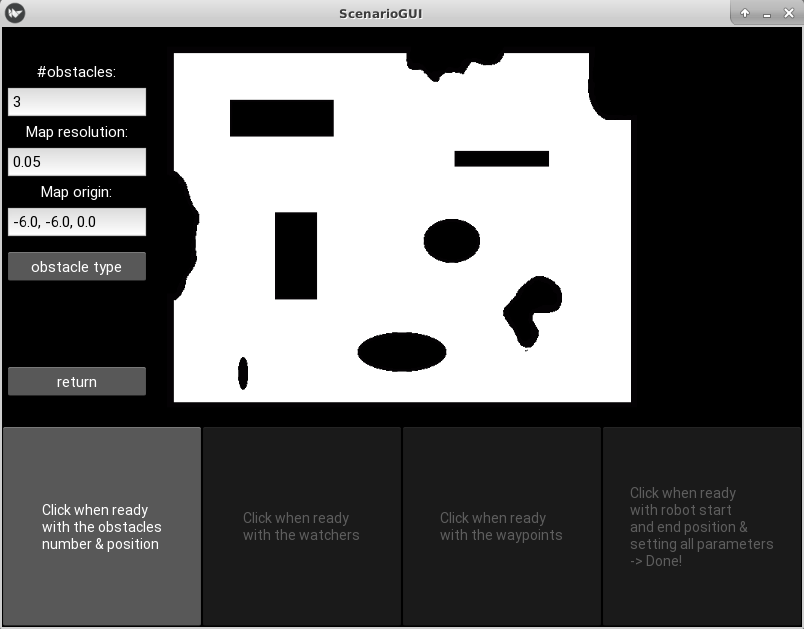 ScenarioGUI
#obstacles:
3
Map resolution:
0.05
Map origin:
-6.0, -6.0, 0.0
obstacle type
return
Click when ready
with the obstacles
number & position
Click when ready
with the watchers
Click when ready
with the waypoints
Click when ready
with robot start
and end position &
setting all parameters
-> Done!